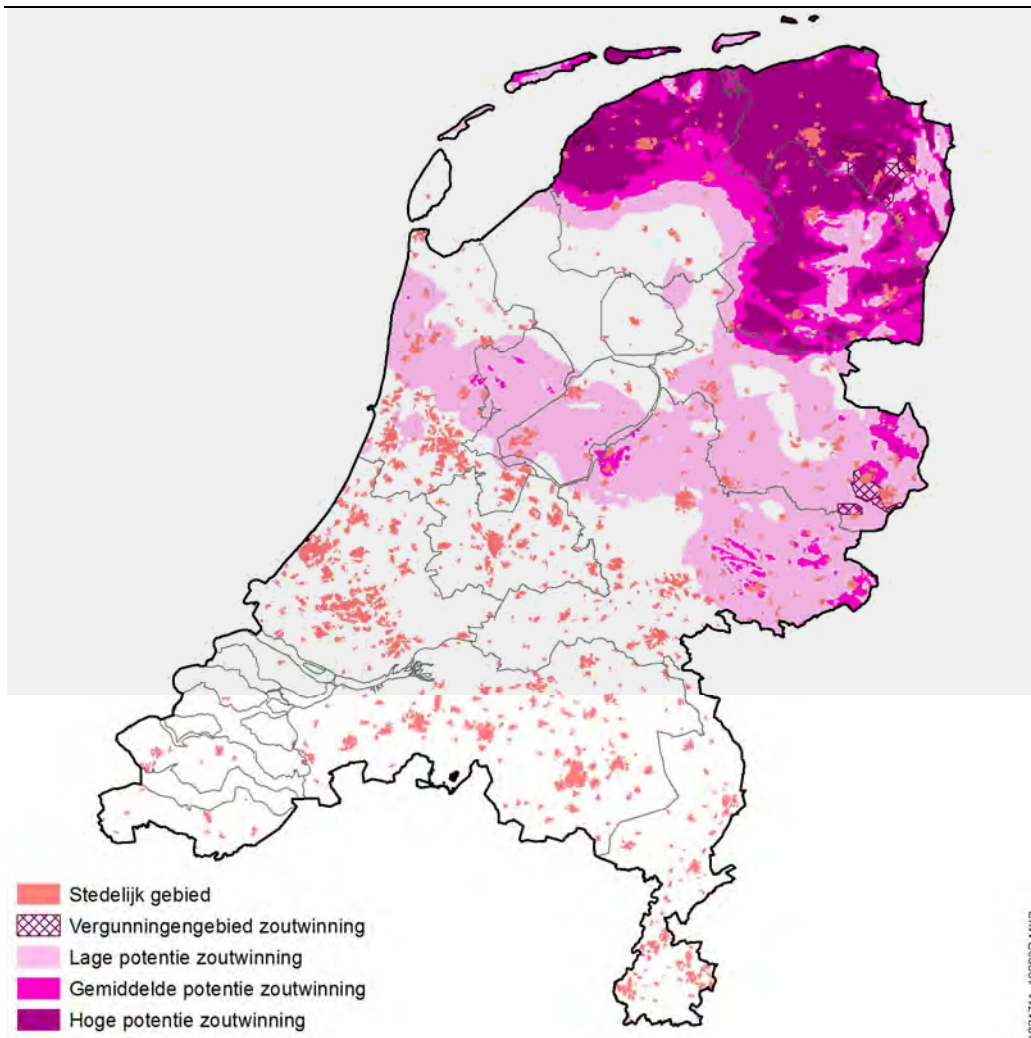 Stedelijk gebied
Vergunningengebied zoutwinning
Lage potentie zoutwinning
Gemiddelde potentie zoutwinning
Hoge potentie zoutwinning